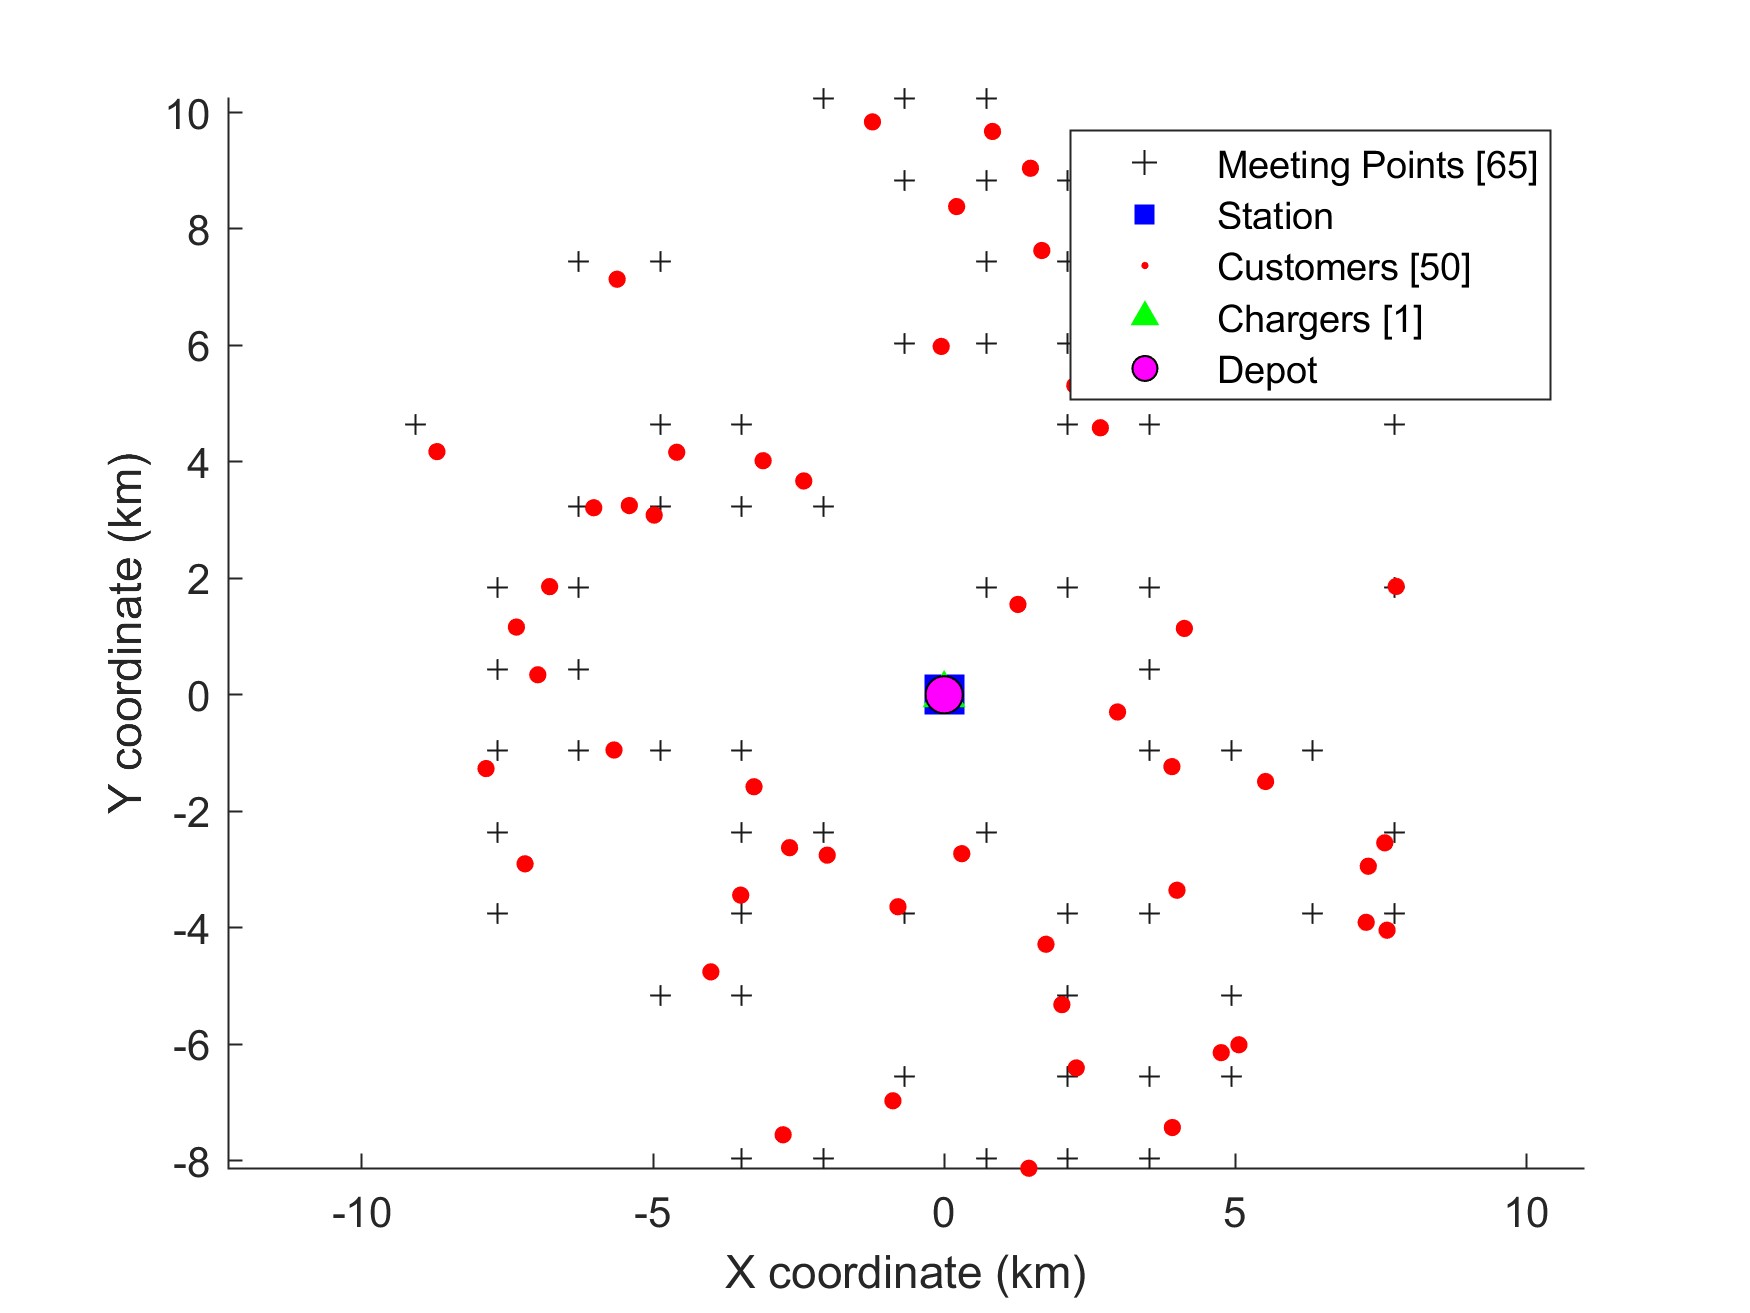 10
8
6
4
2
0
-2
-4
-6
-8
Y coordinate (km)
Meeting Points [65]
Station
Customers [50]
Chargers [1]
Depot
-10
-5
0
5
10
X coordinate (km)